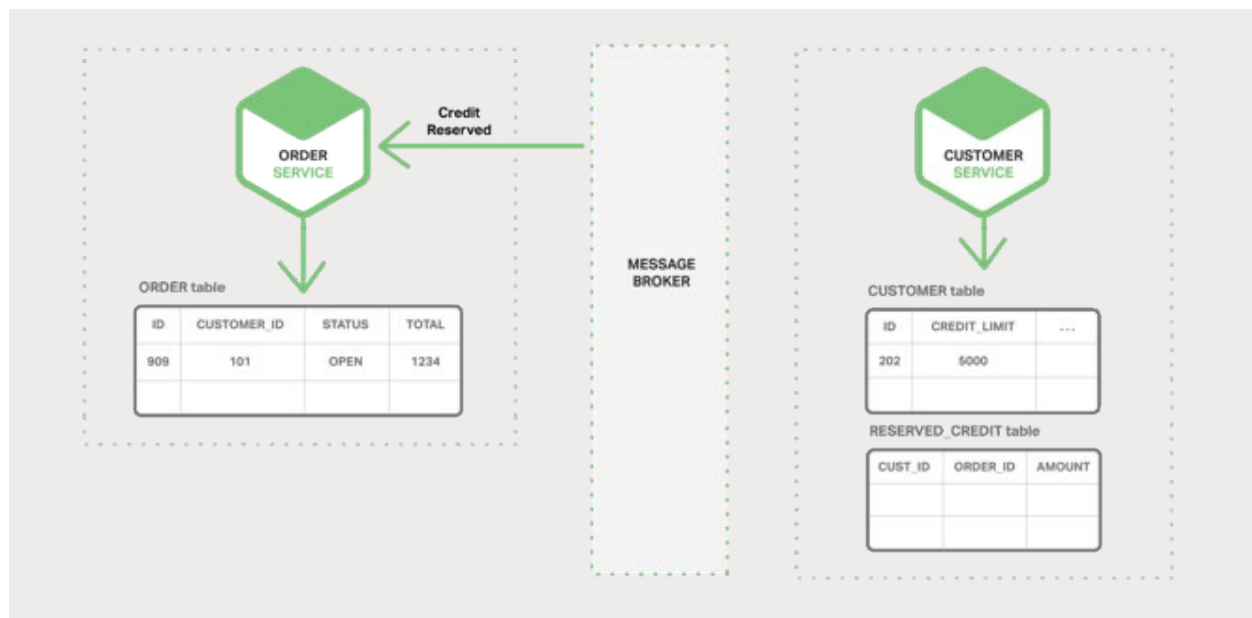 Credit
Reserved
ORDER
SERVICE
ORDER table
ID CUSTOMER_ID STATUS TOTAL
909 101 OPEN 1234
MESSAGE
BROKER
CUSTOMER
SERVICE
CUSTOMER table
ID CREDIT_LIMIT ...
202 5000
RESERVED_CREDIT table
CUST_ID ORDER_ID AMOUNT